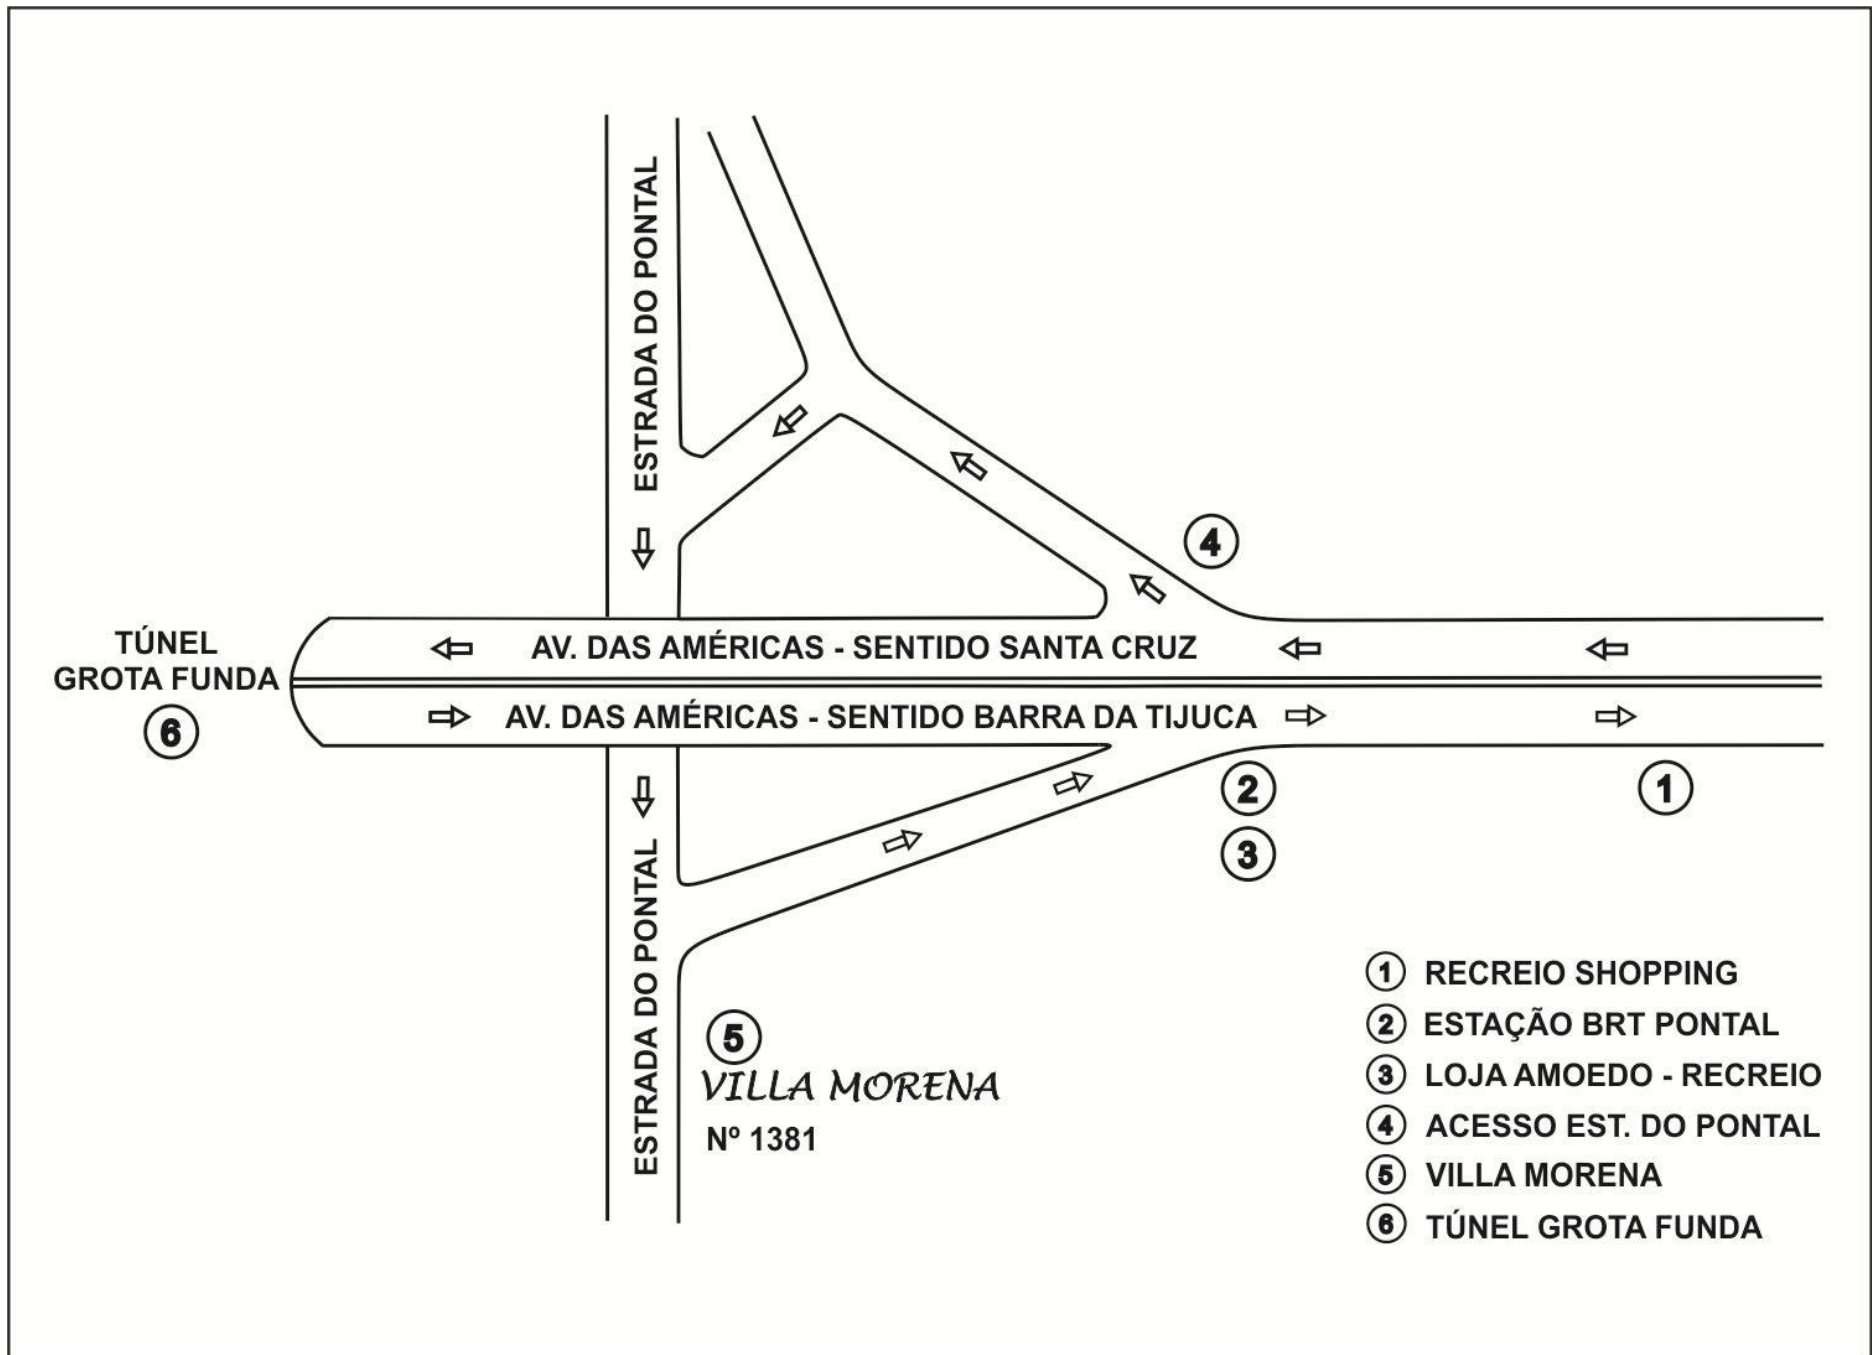 ESTRADA DO PONTAL
4
TÚNEL
GROTA FUNDA
6
AV. DAS AMÉRICAS - SENTIDO SANTA CRUZ
AV. DAS AMÉRICAS - SENTIDO BARRA DA TIJUCA
2
1
3
ESTRADA DO PONTAL
5
VILLA MORENA
Nº 1381
1 RECREIO SHOPPING
2 ESTAÇÃO BRT PONTAL
3 LOJA AMOEDO - RECREIO
4 ACESSO EST. DO PONTAL
5 VILLA MORENA
6 TÚNEL GROTA FUNDA